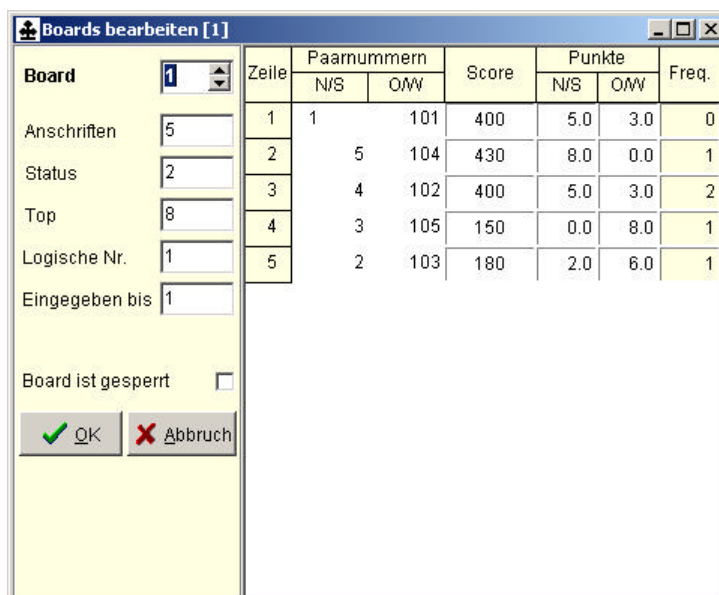 Boards bearbeiten [1]
Board 1
Anschriften 5
Status 2
Top 8
Logische Nr. 1
Eingegeben bis 1
Board ist gesperrt
OK Abbruch
Zeile Paarnummern Score Punkte Freq.
N/S O/W N/S O/W
1 1 101 400 5.0 3.0 0
2 5 104 430 8.0 0.0 1
3 4 102 400 5.0 3.0 2
4 3 105 150 0.0 8.0 1
5 2 103 180 2.0 6.0 1